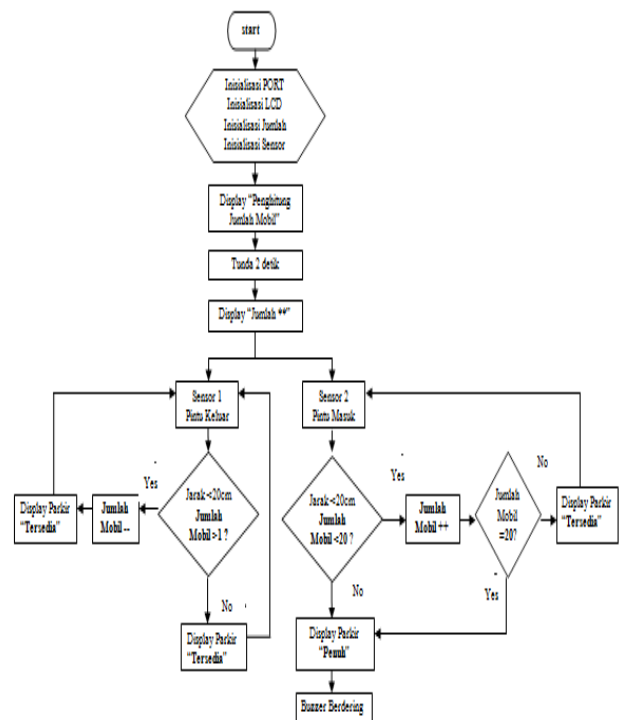 start
Inisialisasi PORT
Inisialisasi LCD
Inisialisasi Jumlah
Inisialisasi Sensor
Display "Penghitung
Jumlah Mobil"
Tunda 2 detik
Display "Jumlah **"
Sensor 1
Pintu Keluar
Sensor 2
Pintu Masuk
Jarak <20cm
Jumlah
Mobil >1 ?
Yes
Jumlah
Mobil --
Display Parkir
"Tersedia"
No
Display Parkir
"Tersedia"
Jarak <20cm
Jumlah
Mobil <20 ?
Yes
Jumlah
Mobil ++
Jumlah
Mobil
=20?
No
Display Parkir
"Tersedia"
Yes
No
Display Parkir
"Penuh"
Buzzer Berdering